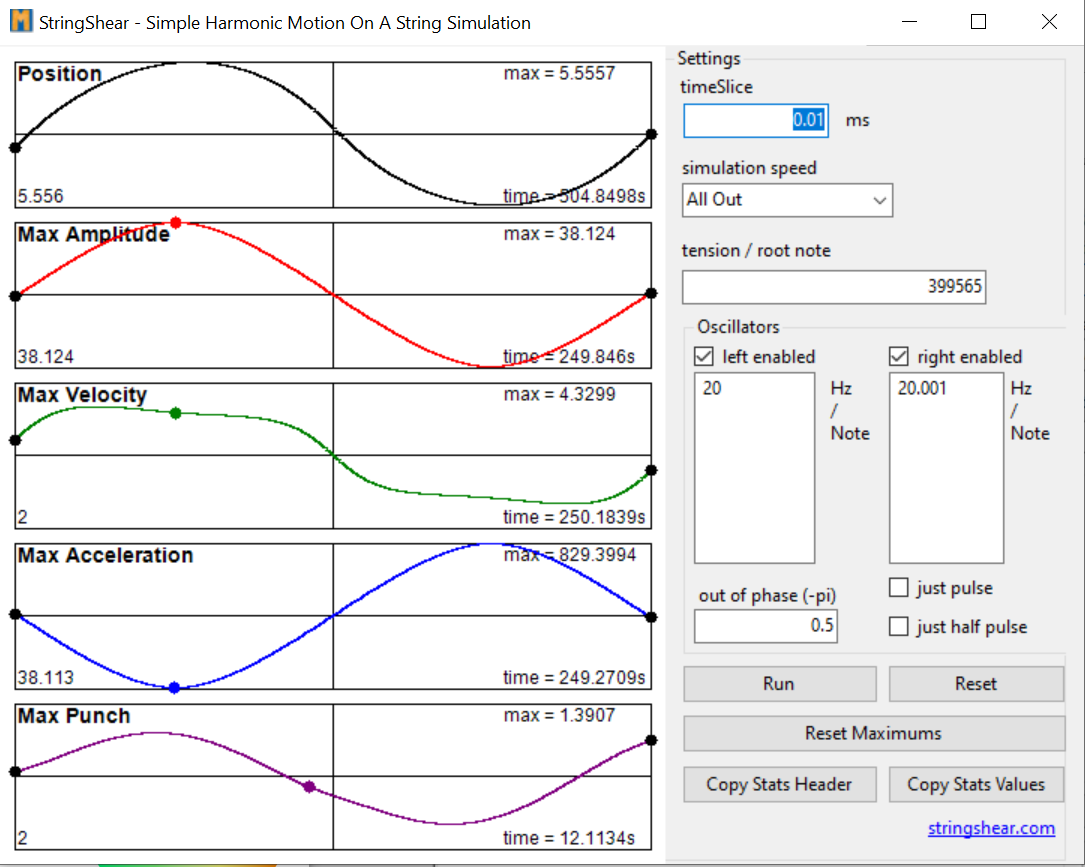 StringShear - Simple Harmonic Motion On A String Simulation
Position
max = 5.5557
5.556
time = 504.8498s
Max Amplitude
max = 38.124
38.124
time = 249.846s
Max Velocity
max = 4.3299
2
time = 250.1839s
Max Acceleration
max = 829.3994
38.113
time = 249.2709s
Max Punch
max = 1.3907
2
time = 12.1134s
Settings
timeSlice
0.01 ms
simulation speed
All Out
tension / root note
399565
Oscillators
left enabled
20
Hz
/
Note
right enabled
20.001
Hz
/
Note
out of phase (-pi)
0.5
just pulse
just half pulse
Run
Reset
Reset Maximums
Copy Stats Header
Copy Stats Values
stringshear.com